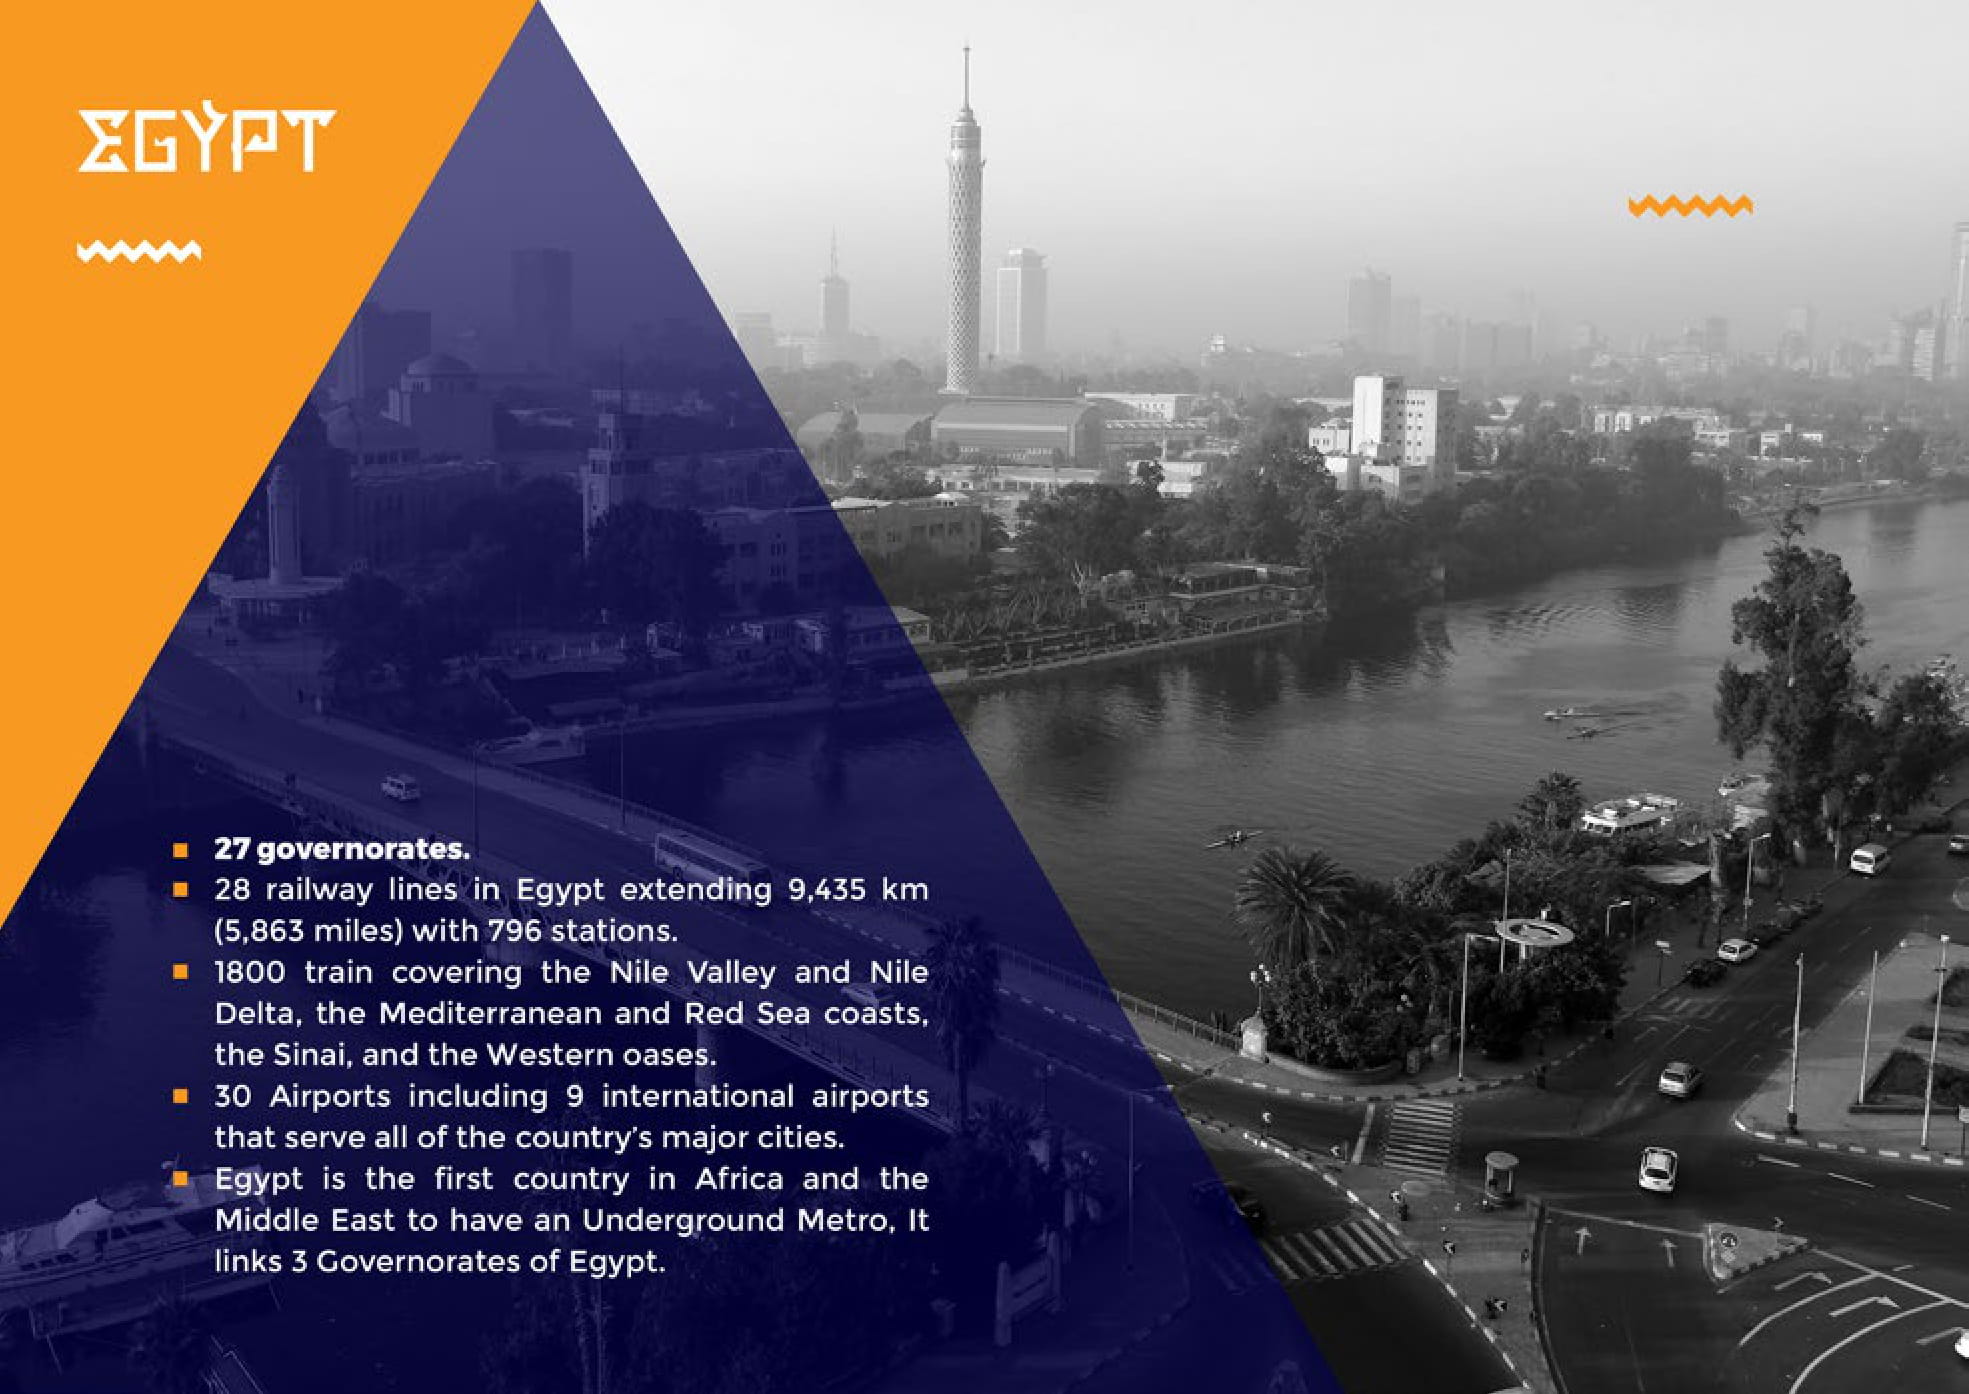 EGYPT
27 governorates.
28 railway lines in Egypt extending 9,435 km
(5,863 miles) with 796 stations.
1800 train covering the Nile Valley and Nile
Delta, the Mediterranean and Red Sea coasts,
the Sinai, and the Western oases.
30 Airports including 9 international airports
that serve all of the country's major cities.
Egypt is the first country in Africa and the
Middle East to have an Underground Metro, It
links 3 Governorates of Egypt.